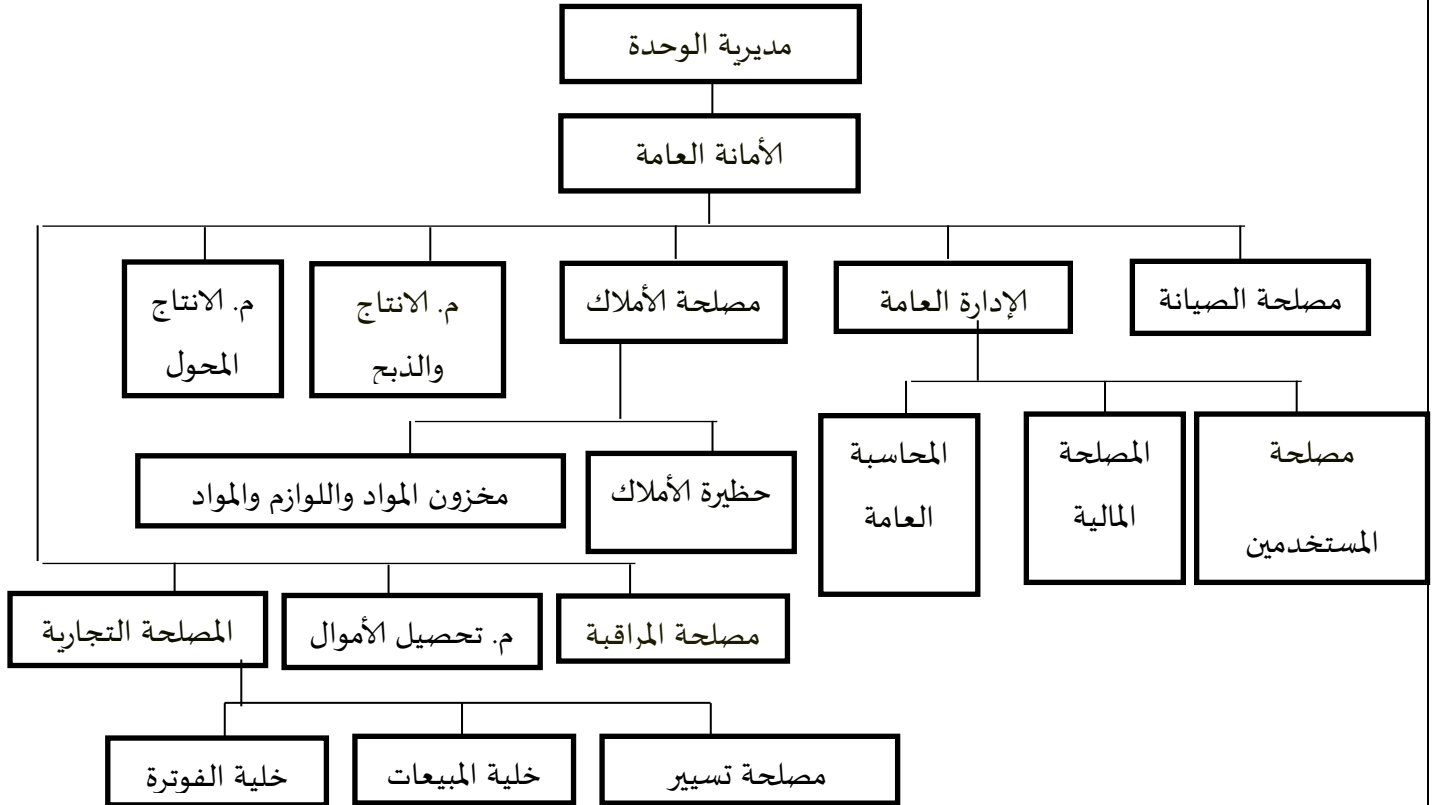 مديرية الوحدة
الأمانة العامة
مصلحة الصيانة
الإدارة العامة
مصلحة الأملاك
م. الانتاج
والذبح
م. الانتاج
المحول
مصلحة
المستخدمين
المصلحة
المالية
المحاسبة
العامة
حظيرة الأملاك
مخزون المواد واللوازم والمواد
مصلحة المراقبة
م. تحصيل الأموال
المصلحة التجارية
مصلحة تسيير
خلية المبيعات
خلية الفوترة